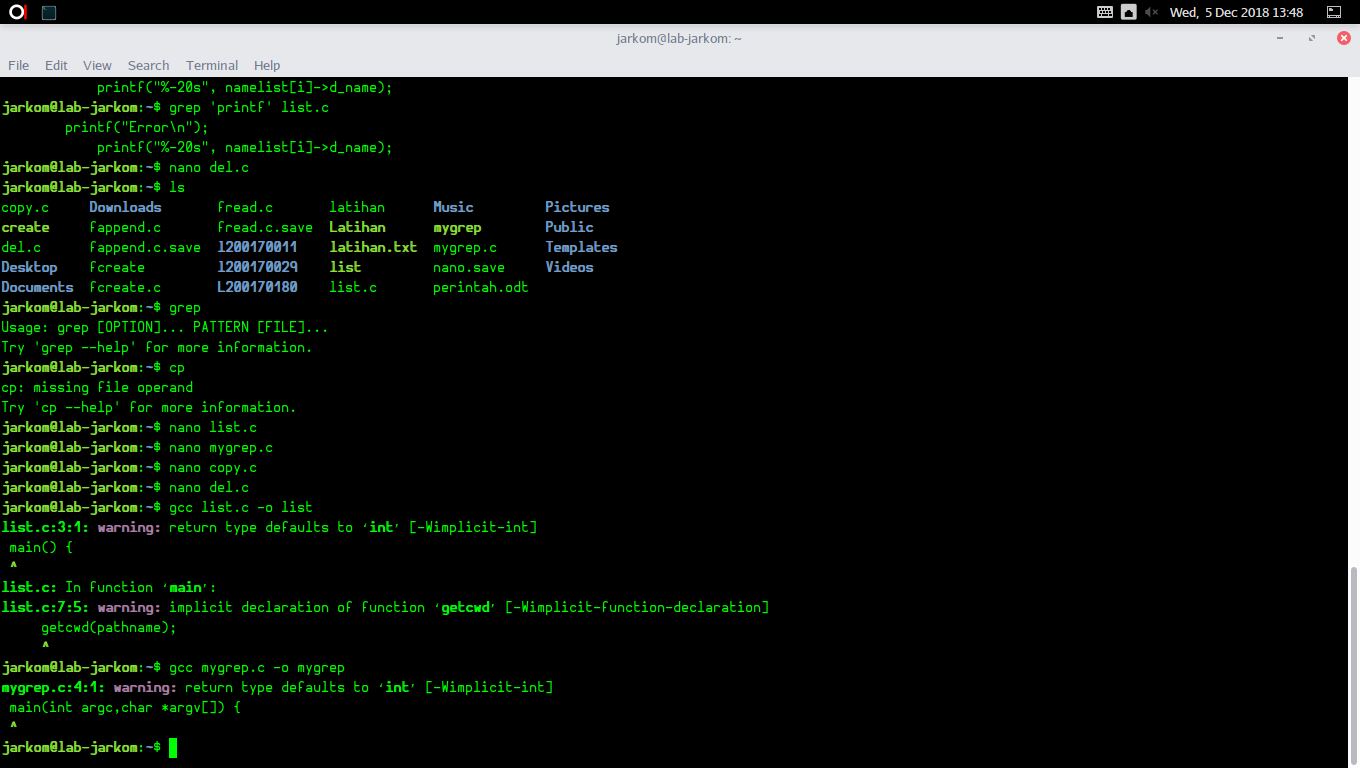 Wed, 5 Dec 2018 13:48
jarkom@lab-jarkom: ~
File Edit View Search Terminal Help
            printf("%-20s", namelist[i]->d_name);
jarkom@lab-jarkom:~$ grep 'printf' list.c
        printf("Error\n");
            printf("%-20s", namelist[i]->d_name);
jarkom@lab-jarkom:~$ nano del.c
jarkom@lab-jarkom:~$ ls
copy.c     Downloads       fread.c       latihan      Music         Pictures
create     fappend.c       fread.c.save  Latihan      mygrep        Public
del.c      fappend.c.save  l200170011    latihan.txt  mygrep.c      Templates
Desktop    fcreate         l200170029    list         nano.save     Videos
Documents  fcreate.c       L200170180    list.c       perintah.odt
jarkom@lab-jarkom:~$ grep
Usage: grep [OPTION]... PATTERN [FILE]...
Try 'grep --help' for more information.
jarkom@lab-jarkom:~$ cp
cp: missing file operand
Try 'cp --help' for more information.
jarkom@lab-jarkom:~$ nano list.c
jarkom@lab-jarkom:~$ nano mygrep.c
jarkom@lab-jarkom:~$ nano copy.c
jarkom@lab-jarkom:~$ nano del.c
jarkom@lab-jarkom:~$ gcc list.c -o list
list.c:3:1: warning: return type defaults to ‘int’ [-Wimplicit-int]
 main() {
 ^
list.c: In function ‘main’:
list.c:7:5: warning: implicit declaration of function ‘getcwd’ [-Wimplicit-function-declaration]
     getcwd(pathname);
     ^
jarkom@lab-jarkom:~$ gcc mygrep.c -o mygrep
mygrep.c:4:1: warning: return type defaults to ‘int’ [-Wimplicit-int]
 main(int argc,char *argv[]) {
 ^
jarkom@lab-jarkom:~$